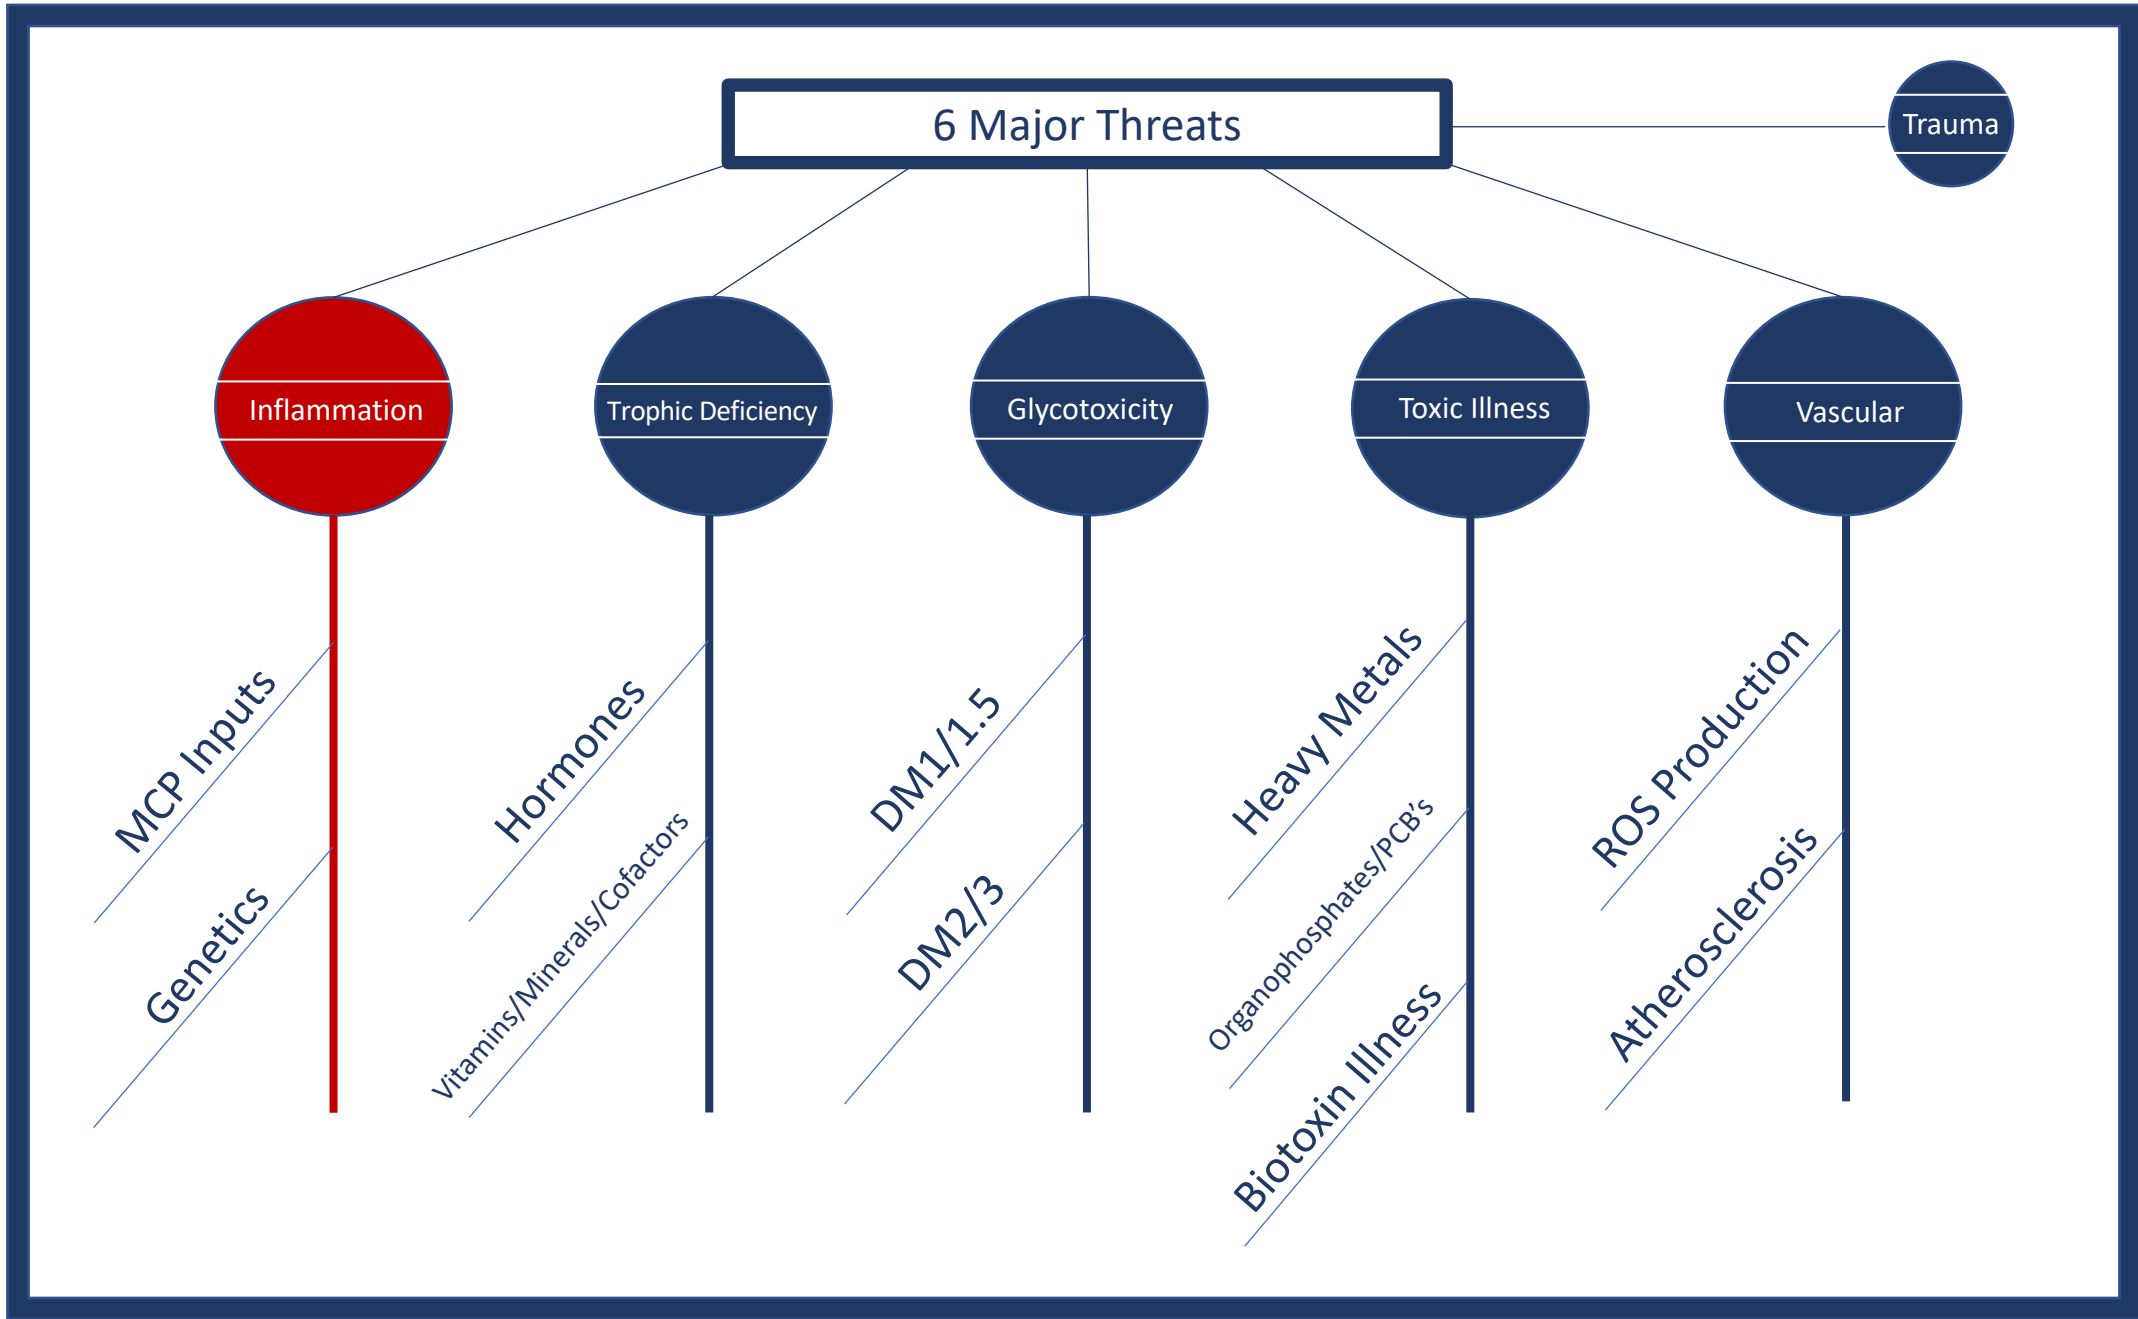 6 Major Threats
Trauma
Inflammation
Trophic Deficiency
Glycotoxicity
Toxic Illness
Vascular
MCP Inputs
Genetics
Hormones
Vitamins/Minerals/Cofactors
DM1/1.5
DM2/3
Heavy Metals
Organophosphates/PCB’s
Biotoxin Illness
ROS Production
Atherosclerosis